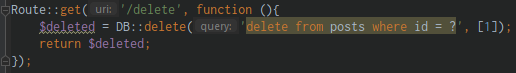 Route::get( uri: '/delete', function (){
    $deleted = DB::delete( query: 'delete from posts where id = ?', [1]);
    return $deleted;
});